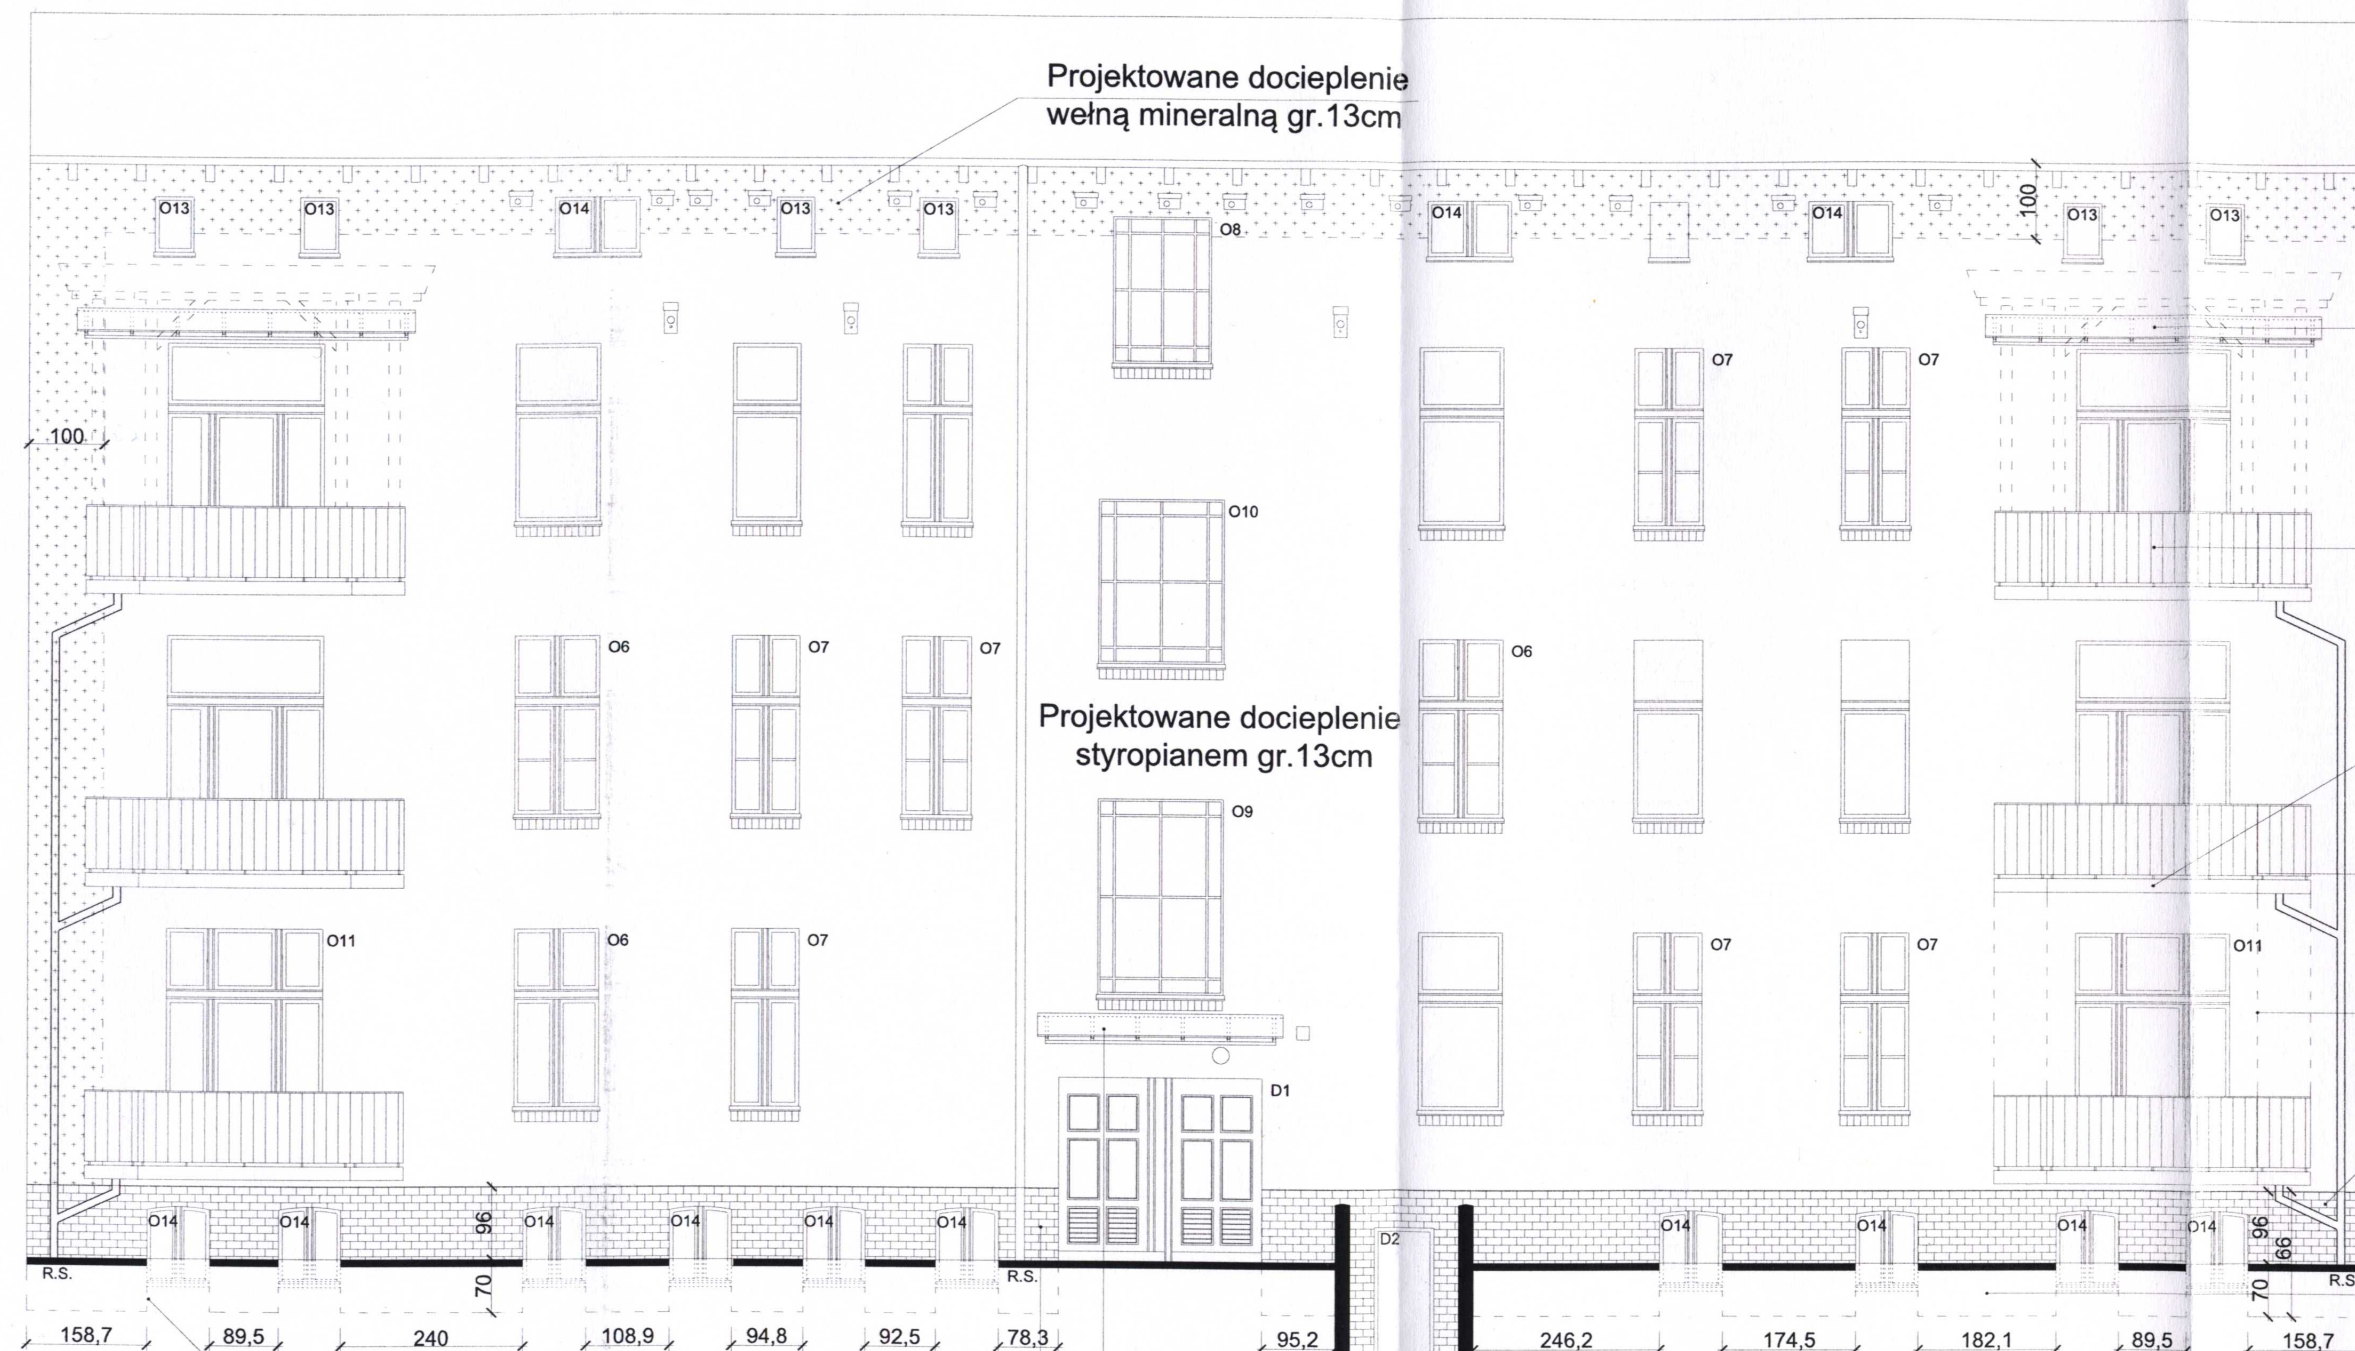 Projektowane docieplenie
wełną mineralną gr.13cm
100
O13
O13
O14
O13
O13
O8
O14
O14
O13
O13
O7
O7
100
O10
O6
O7
O7
O6
Projektowane docieplenie
styropianem gr.13cm
O9
O11
O6
O7
O7
O7
O11
D1
O14
O14
96
O14
O14
O14
O14
D2
O14
O14
O14
O14
96
66
R.S.
70
R.S.
70
R.S
158,7
89,5
240
108,9
94,8
92,5
78,3
95,2
246,2
174,5
182,1
89,5
158,7